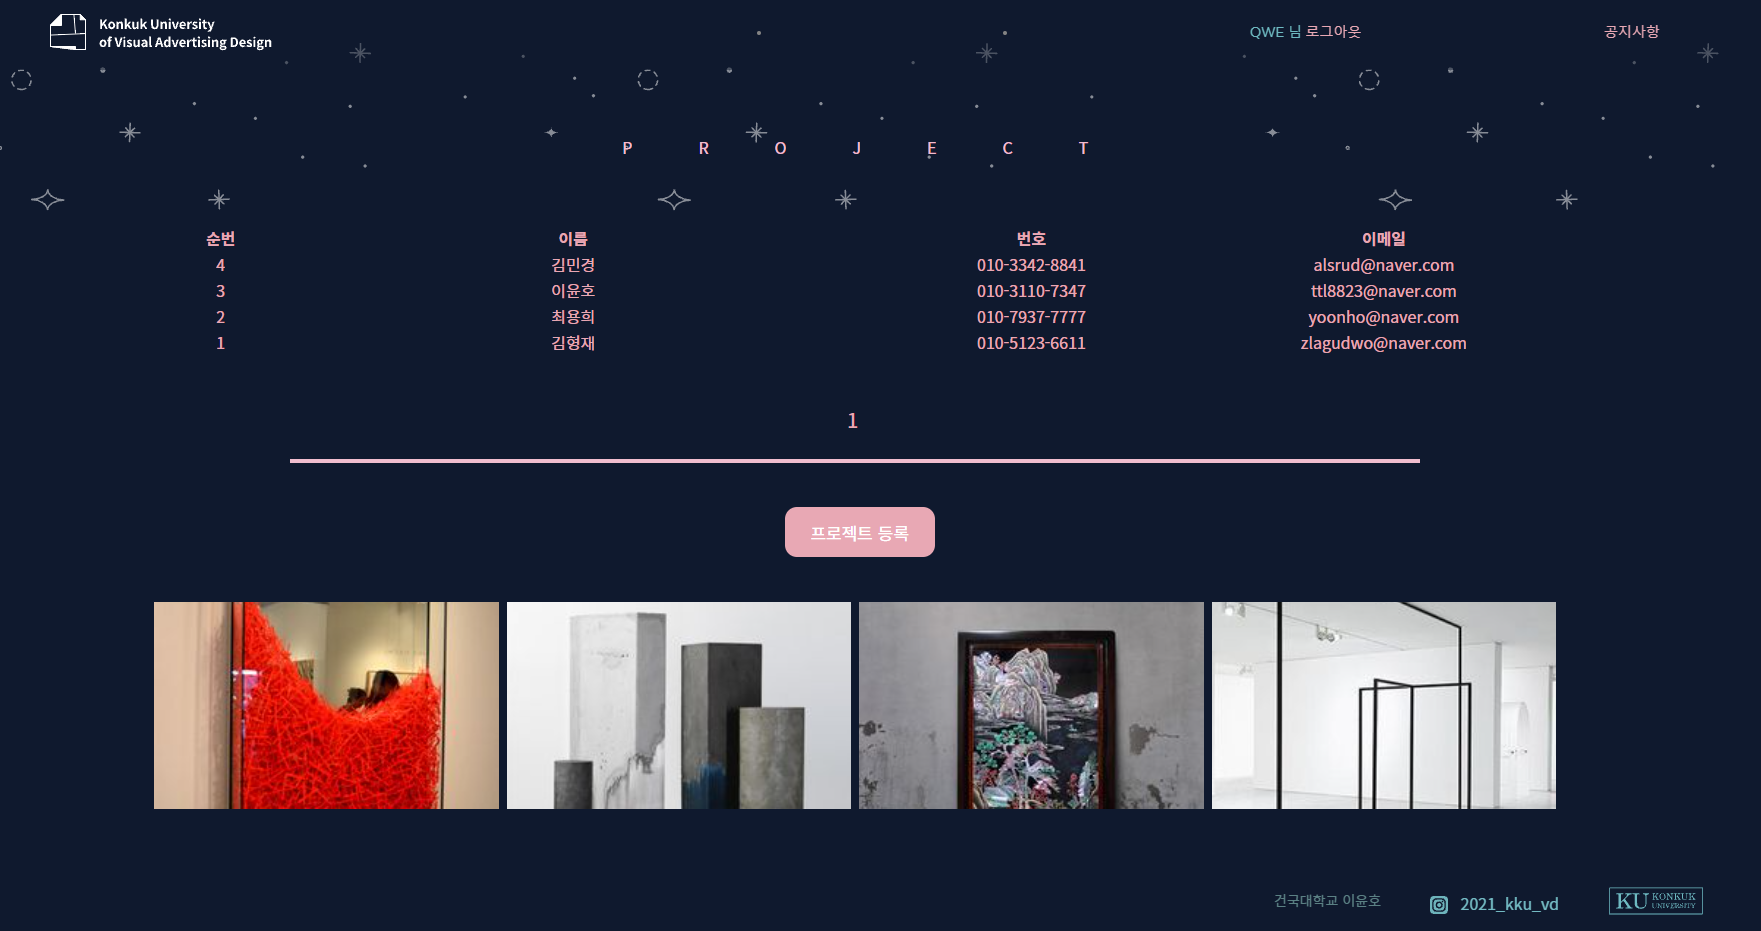 Konkuk University
of Visual Advertising Design
QWE 님 로그아웃
공지사항
P R O J E C T
순번 이름 번호 이메일
4 김민경 010-3342-8841 alsrud@naver.com
3 이윤호 010-3110-7347 ttl8823@naver.com
2 최용희 010-7937-7777 yoonho@naver.com
1 김형재 010-5123-6611 zlagudwo@naver.com
1
프로젝트 등록
건국대학교 이윤호
2021_kku_vd
KU KONKUK
UNIVERSITY